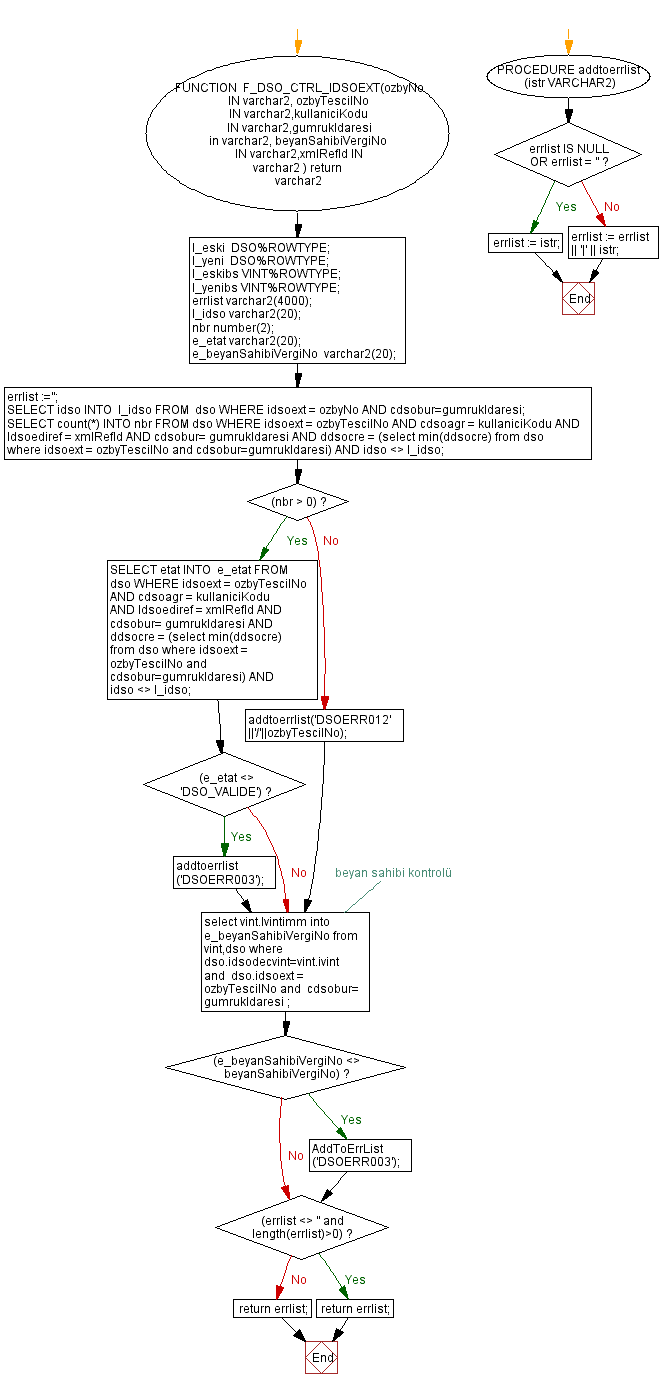 FUNCTION F_DSO_CTRL_IDSOEXT(ozbyNo
IN varchar2, ozbyTescilNo
IN varchar2,kullaniciKodu
IN varchar2,gumrukIdaresi
in varchar2, beyanSahibiVergiNo
IN varchar2,xmlRefId IN
varchar2 ) return
varchar2
l_eski DSO%ROWTYPE;
l_yeni DSO%ROWTYPE;
l_eskibs VINT%ROWTYPE;
l_yenibs VINT%ROWTYPE;
errlist varchar2(4000);
l_idso varchar2(20);
nbr number(2);
e_etat varchar2(20);
e_beyanSahibiVergiNo varchar2(20);
errlist :='';
SELECT idso INTO l_idso FROM dso WHERE idsoext = ozbyNo AND cdsobur=gumrukIdaresi;
SELECT count(*) INTO nbr FROM dso WHERE idsoext = ozbyTescilNo AND cdsoagr = kullaniciKodu AND
Idsoediref = xmlRefId AND cdsobur= gumrukIdaresi AND ddsocre = (select min(ddsocre) from dso
where idsoext = ozbyTescilNo and cdsobur=gumrukIdaresi) AND idso <> l_idso;
(nbr > 0) ?
Yes
No
SELECT etat INTO e_etat FROM
dso WHERE idsoext = ozbyTescilNo
AND cdsoagr = kullaniciKodu
AND Idsoediref = xmlRefId AND
cdsobur= gumrukIdaresi AND
ddsocre = (select min(ddsocre)
from dso where idsoext =
ozbyTescilNo and
cdsobur=gumrukIdaresi) AND
idso <> l_idso;
addtoerrlist('DSOERR012'
||'/'||ozbyTescilNo);
(e_etat <>
'DSO_VALIDE') ?
Yes
No
addtoerrlist
('DSOERR003');
beyan sahibi kontrolü
select vint.lvintimm into
e_beyanSahibiVergiNo from
vint,dso where
dso.idsodecvint=vint.ivint
and dso.idsoext =
ozbyTescilNo and cdsobur=
gumrukIdaresi ;
(e_beyanSahibiVergiNo <>
beyanSahibiVergiNo) ?
Yes
No
AddToErrList
('DSOERR003');
(errlist <> '' and
length(errlist)>0) ?
No
Yes
return errlist;
return errlist;
End
PROCEDURE addtoerrlist
(istr VARCHAR2)
errlist IS NULL
OR errlist = '' ?
Yes
No
errlist := istr;
errlist := errlist
|| '|' || istr;
End